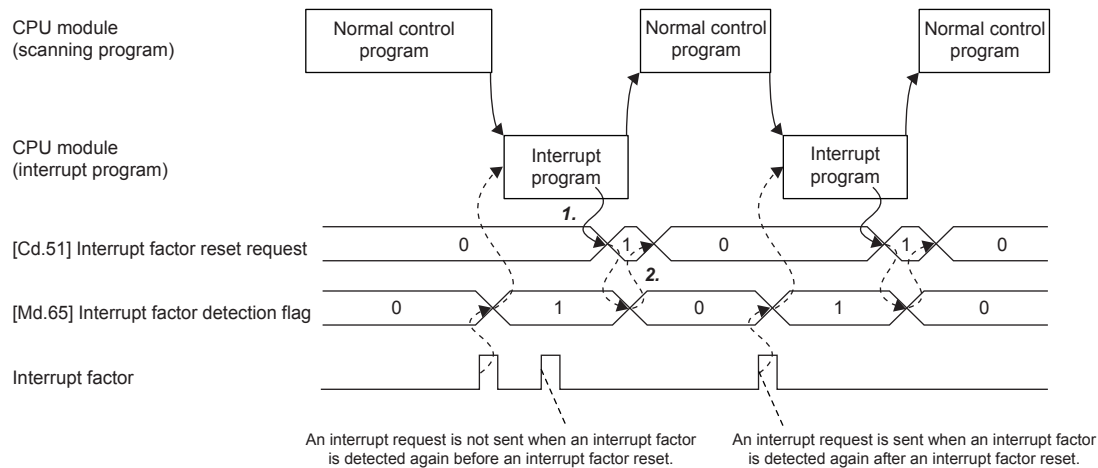 CPU module
(scanning program)
Normal control
program
Normal control
program
Normal control
program
CPU module
(interrupt program)
Interrupt
program
Interrupt
program
1.
[Cd.51] Interrupt factor reset request
0
1
0
1
0
2.
[Md.65] Interrupt factor detection flag
0
1
0
1
0
Interrupt factor
An interrupt request is not sent when an interrupt factor
is detected again before an interrupt factor reset.
An interrupt request is sent when an interrupt factor
is detected again after an interrupt factor reset.